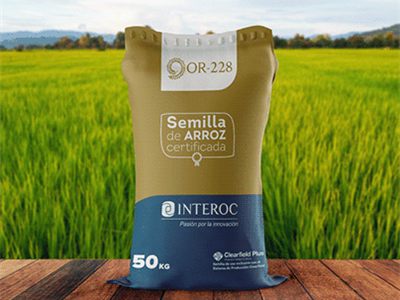 OR-228
Semilla
de ARROZ
certificada
INTEROC
Pasión por la innovación
50 KG
Clearfield Plus